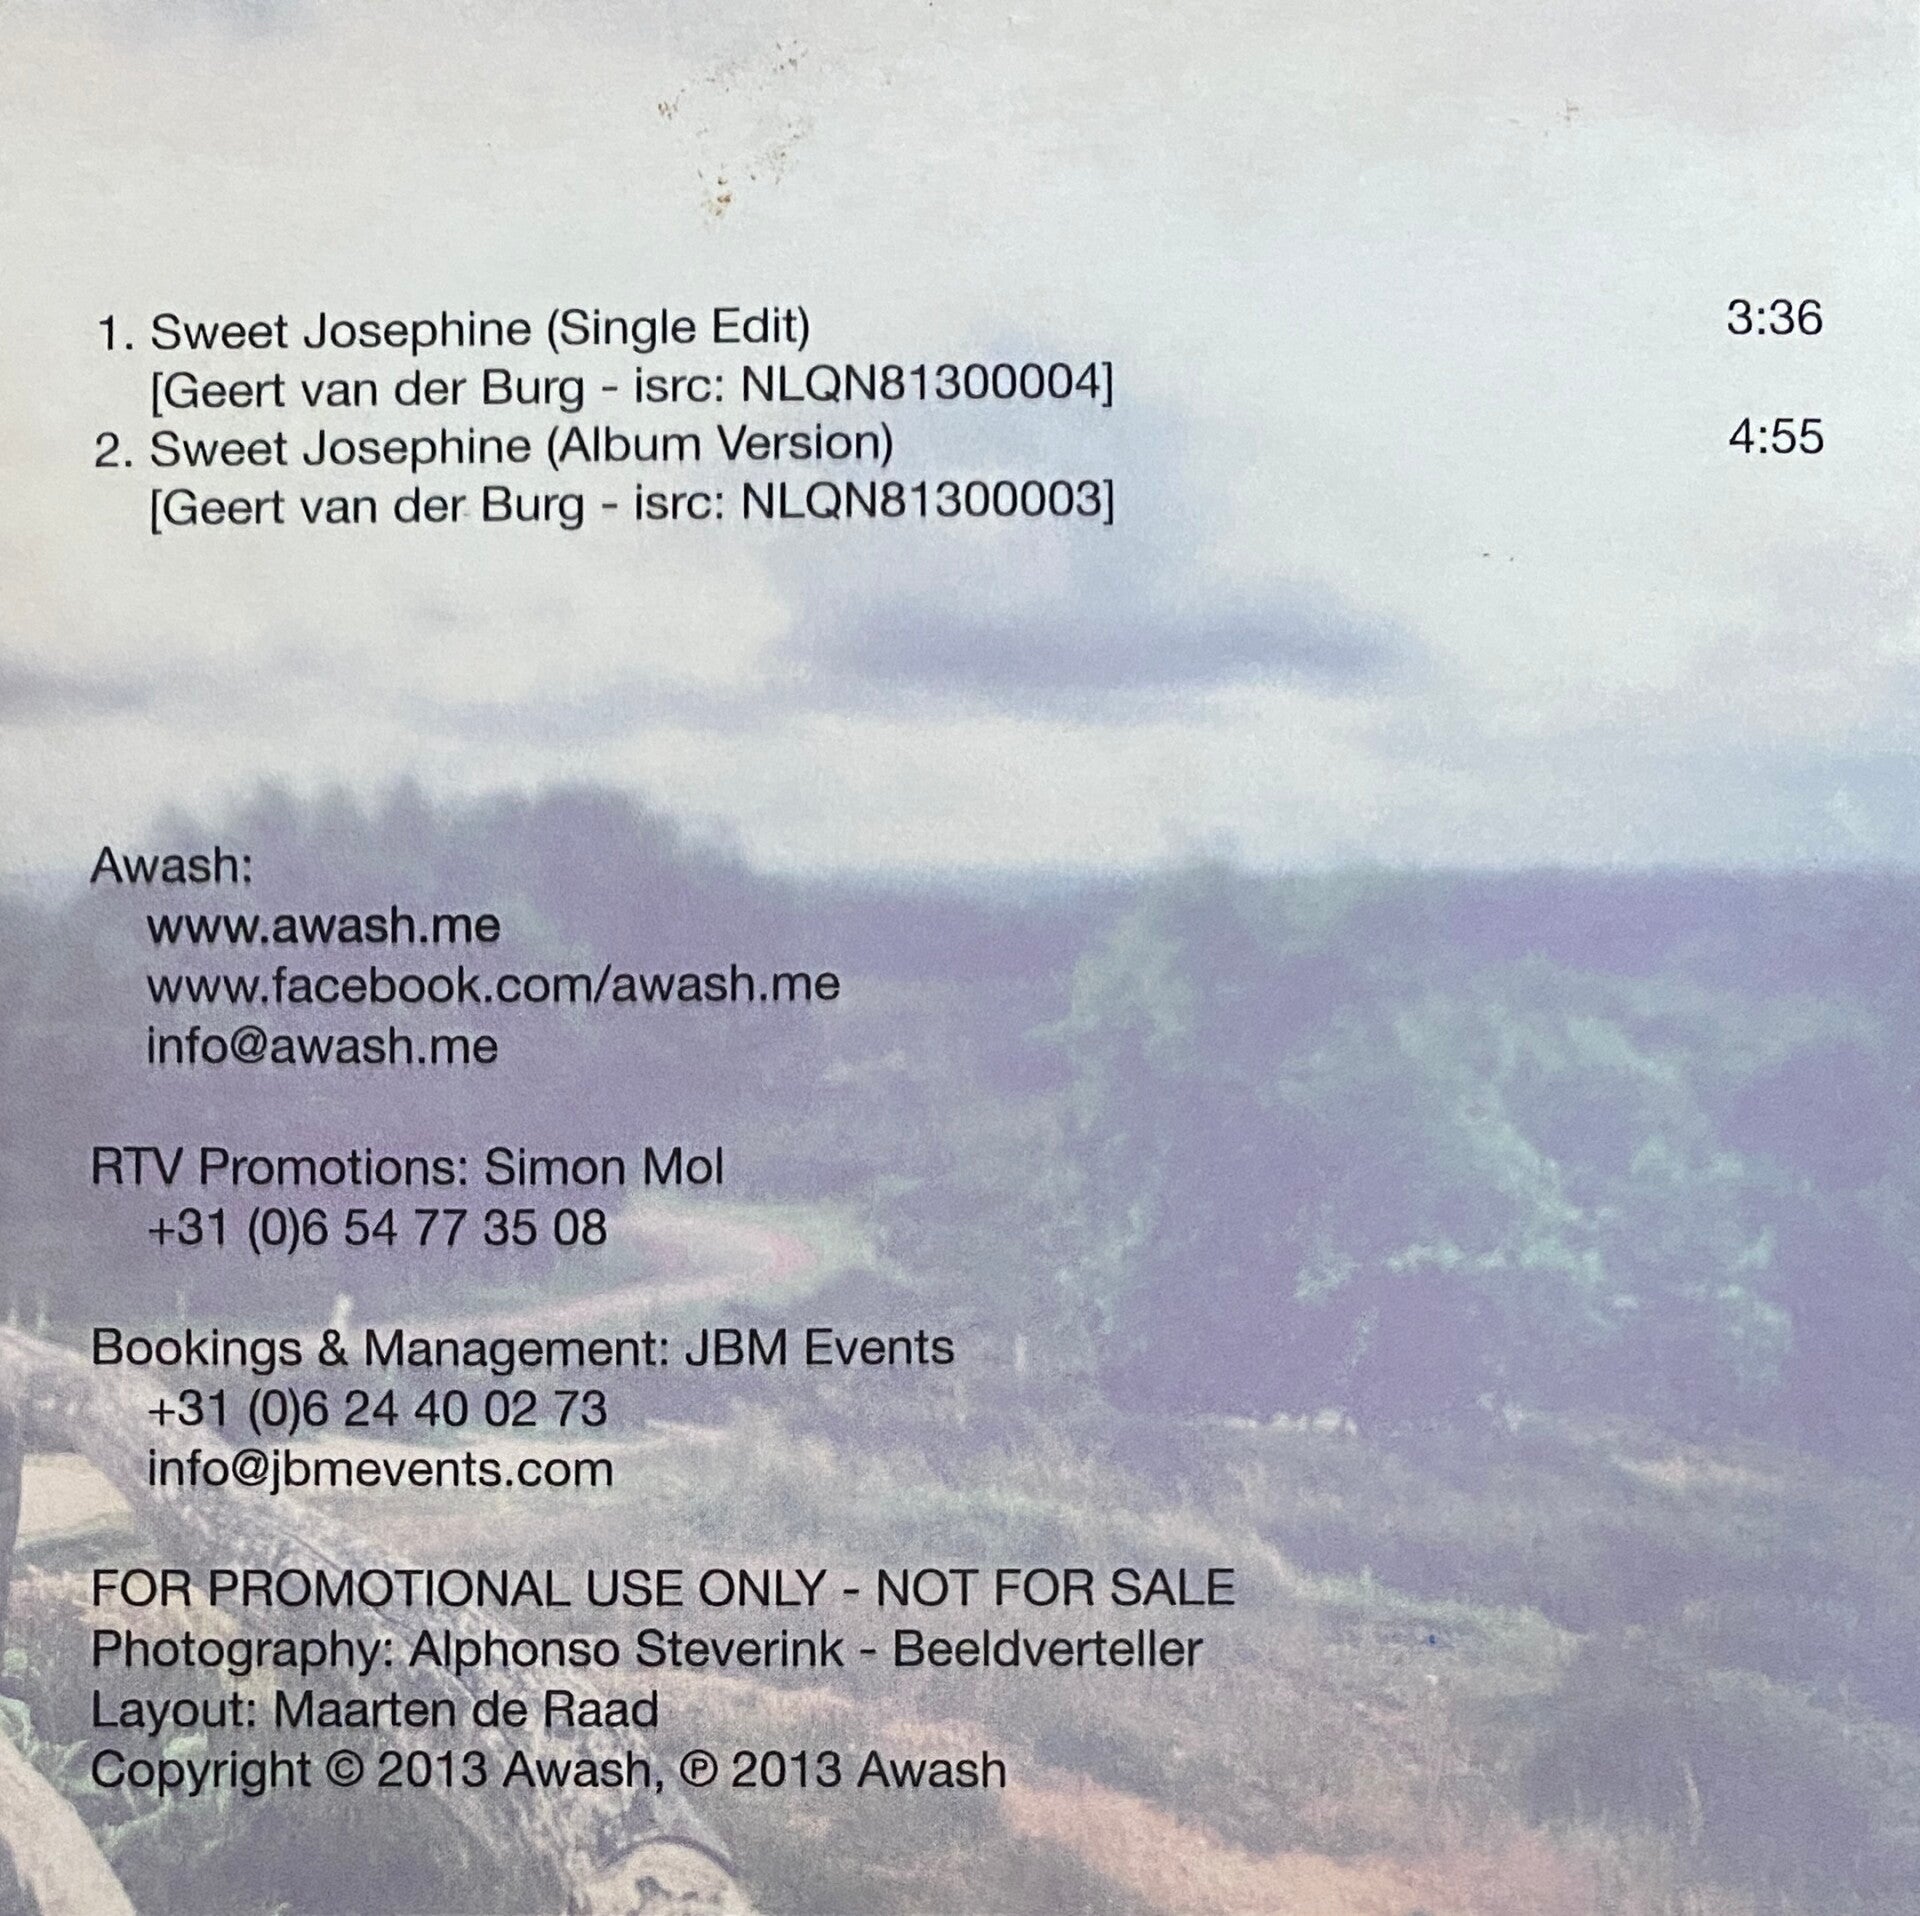 1. Sweet Josephine (Single Edit) 3:36
[Geert van der Burg - isrc: NLQN81300004]
2. Sweet Josephine (Album Version) 4:55
[Geert van der Burg - isrc: NLQN81300003]
Awash:
www.awash.me
www.facebook.com/awash.me
info@awash.me
RTV Promotions: Simon Mol
+31 (0)6 54 77 35 08
Bookings & Management: JBM Events
+31 (0)6 24 40 02 73
info@jbmevents.com
FOR PROMOTIONAL USE ONLY - NOT FOR SALE
Photography: Alphonso Steverink - Beeldverteller
Layout: Maarten de Raad
Copyright © 2013 Awash, ℗ 2013 Awash